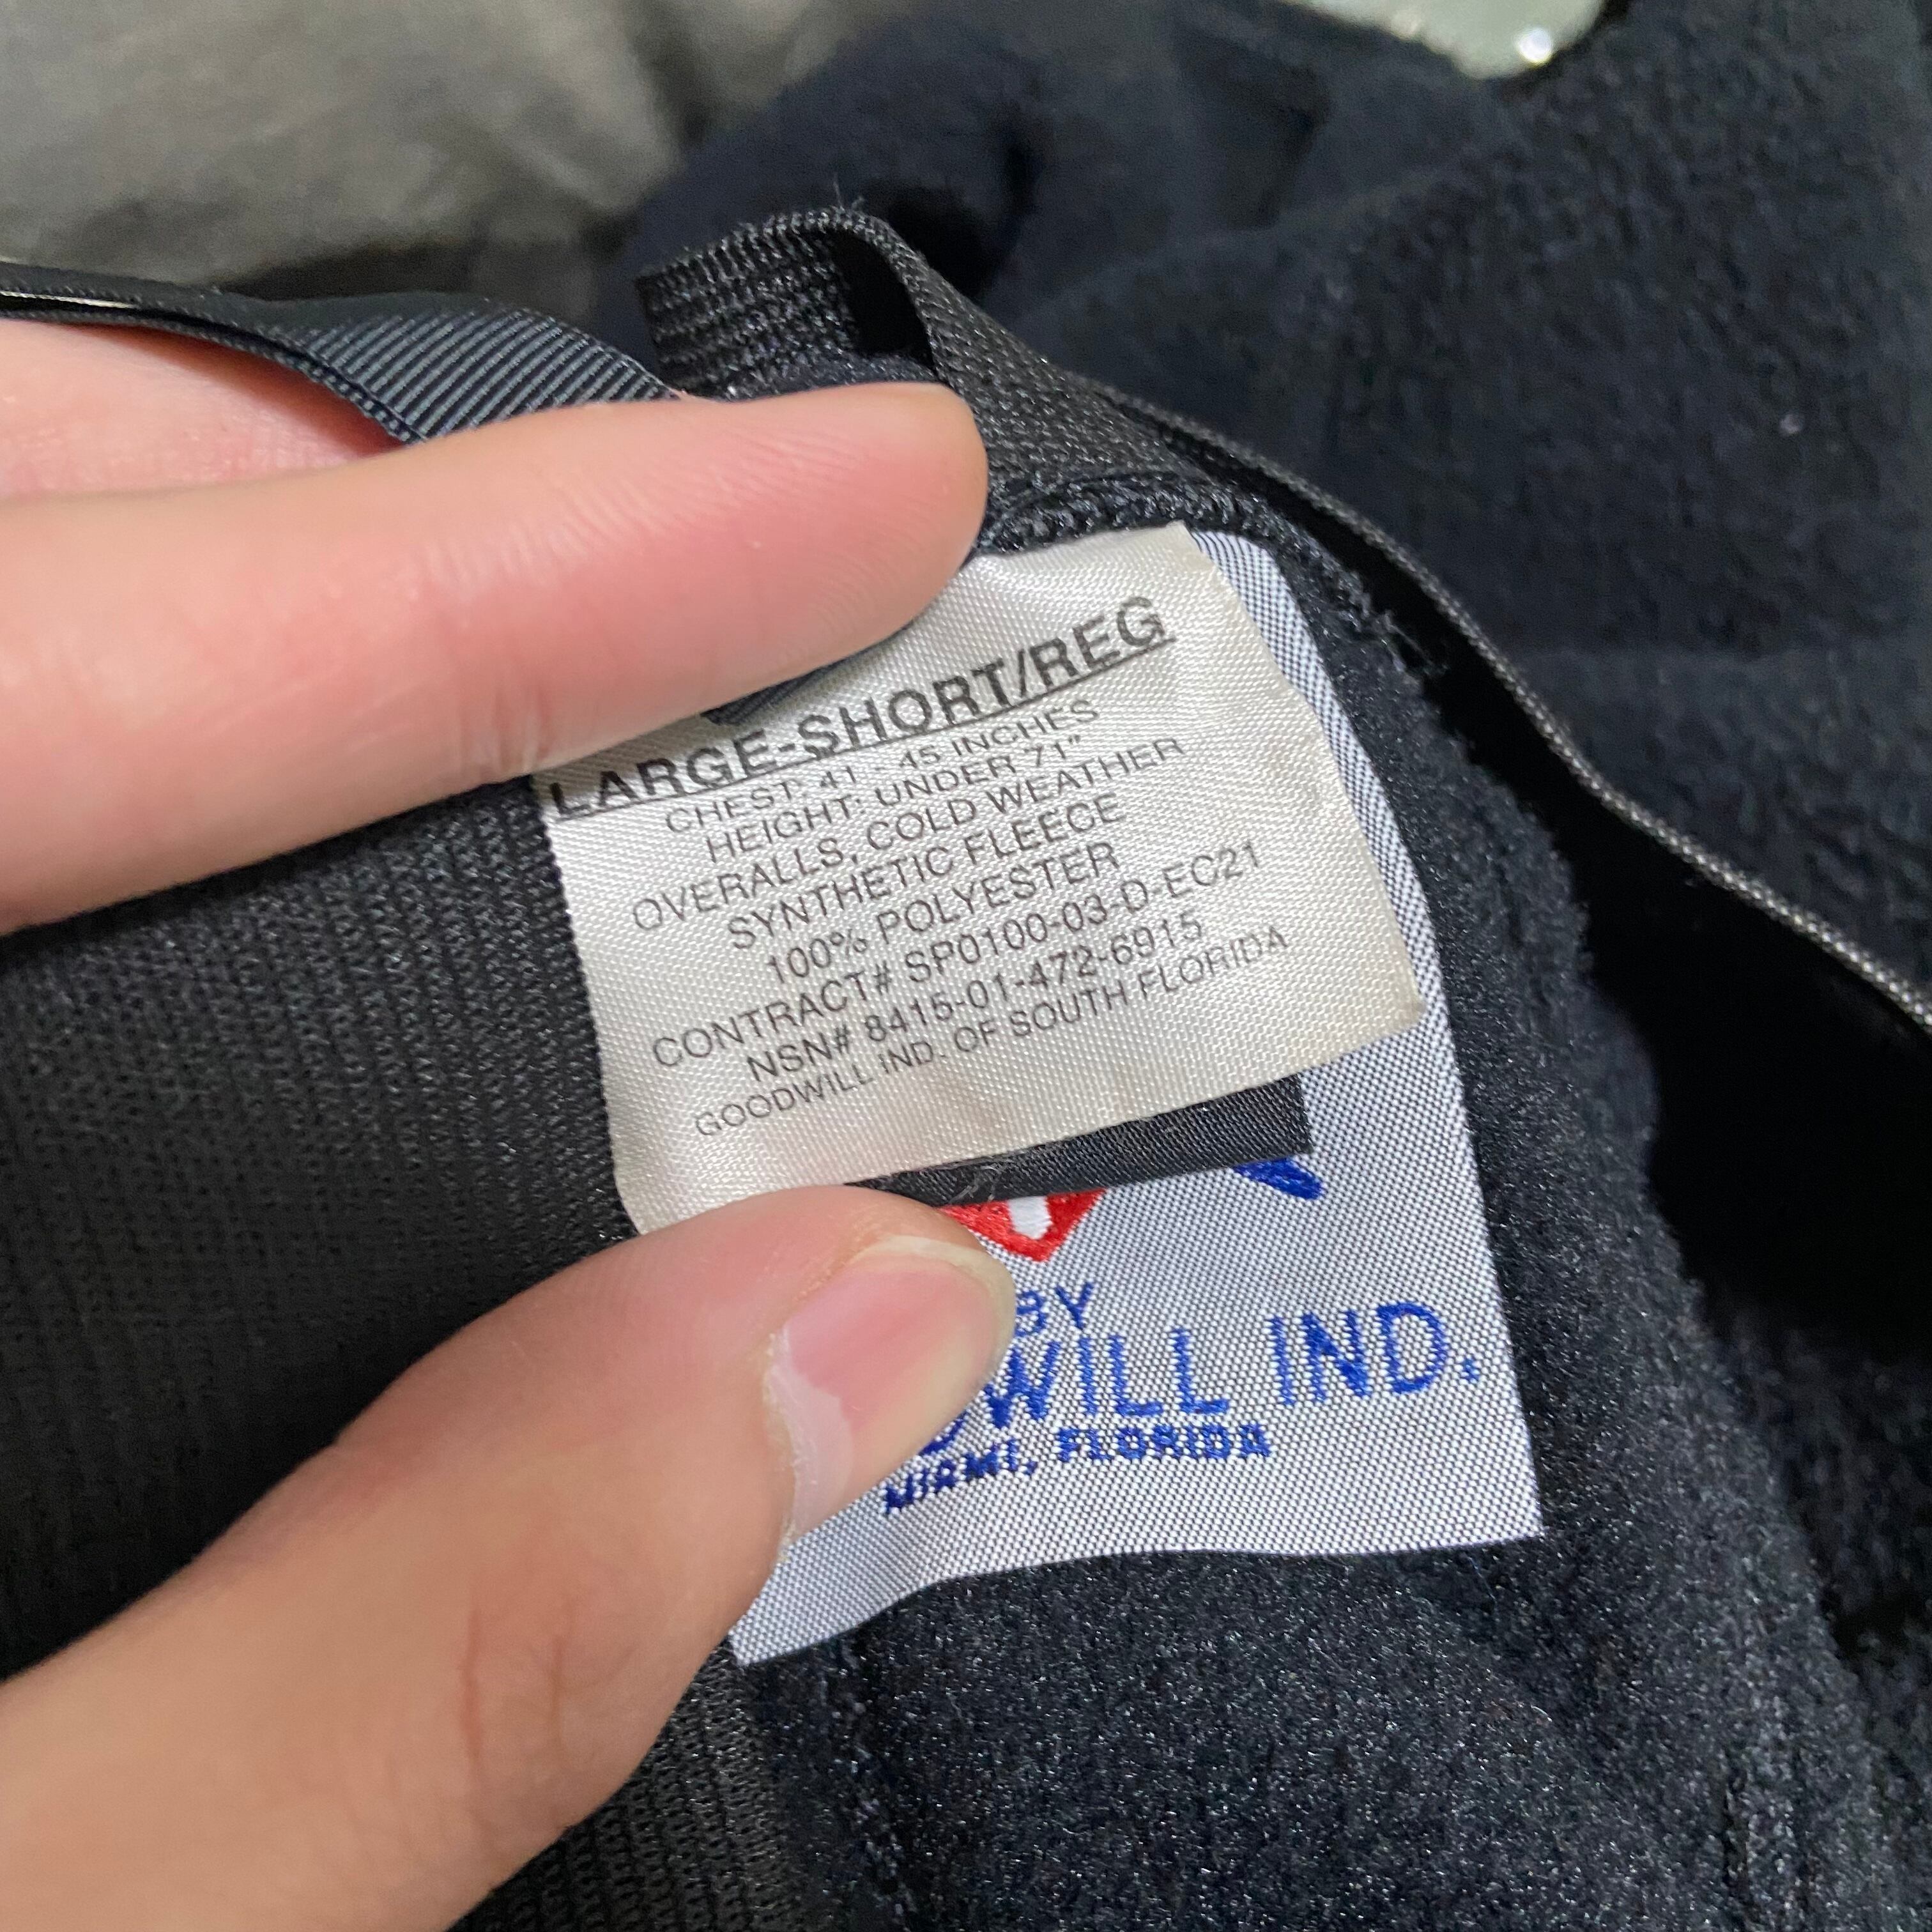 LARGE-SHORT/REG
CHEST: 41 - 45 INCHES
HEIGHT: UNDER 71"
OVERALLS, COLD WEATHER
SYNTHETIC FLEECE
100% POLYESTER
CONTRACT# SP0100-03-D-EC21
NSN# 8415-01-472-6915
GOODWILL IND. OF SOUTH FLORIDA
BY
WILL IND.
MIAMI, FLORIDA